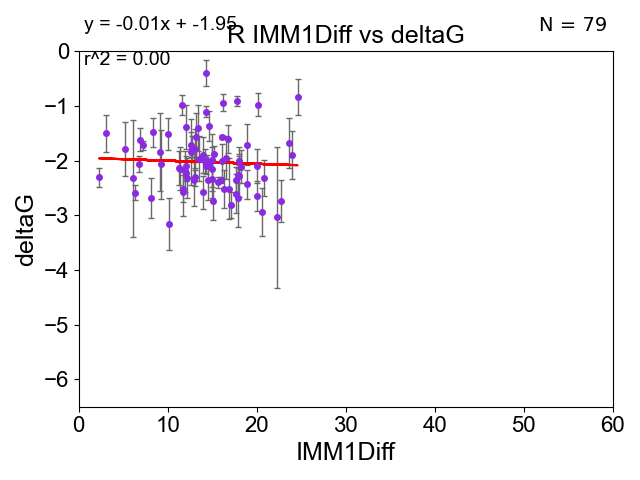 y = -0.01x + -1.95
R IMM1Diff vs deltaG
N = 79
r^2 = 0.00
0
−1
−2
−3
−4
−5
−6
deltaG
0 10 20 30 40 50 60
IMM1Diff